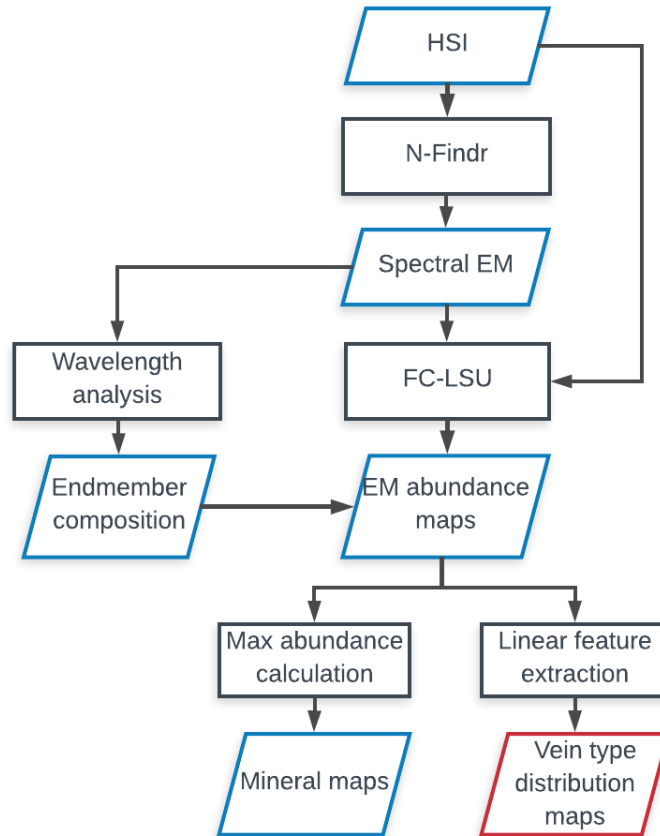 HSI
N-Findr
Spectral EM
Wavelength
analysis
FC-LSU
Endmember
composition
EM abundance
maps
Max abundance
calculation
Linear feature
extraction
Mineral maps
Vein type
distribution
maps